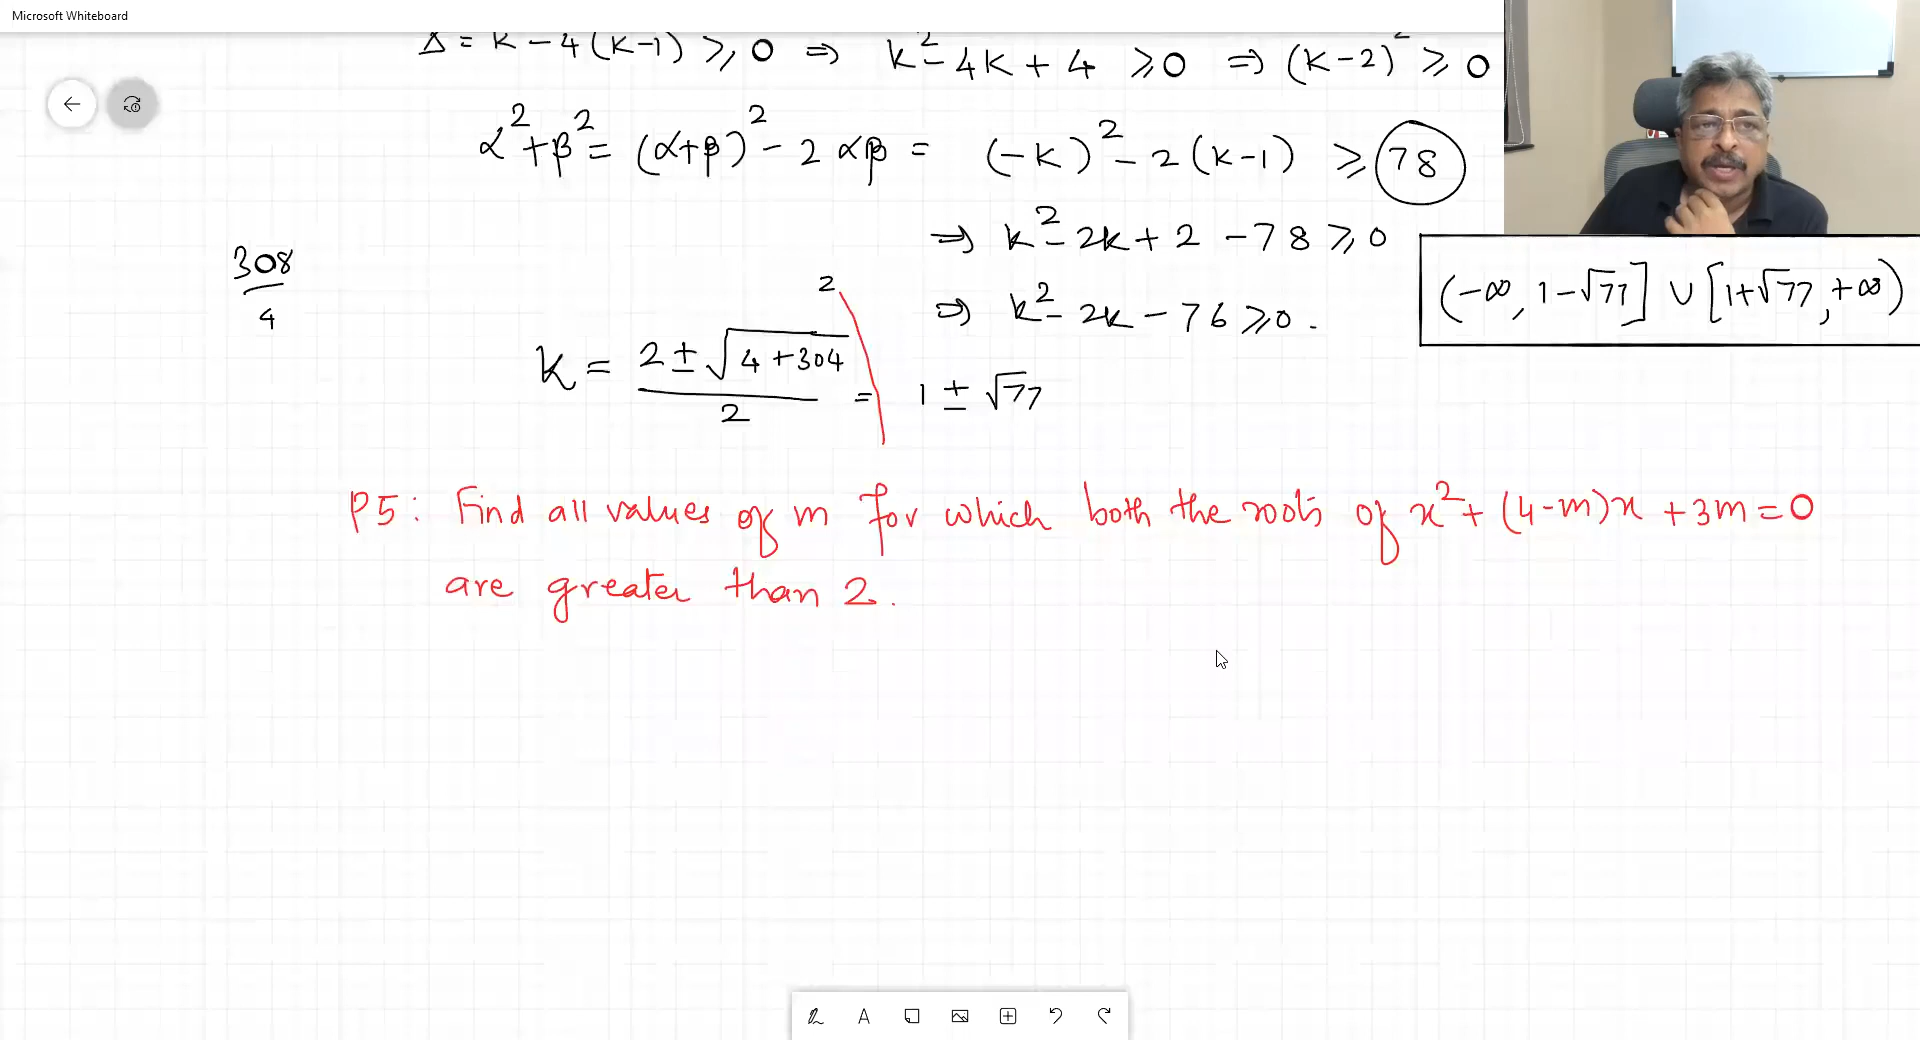 Microsoft Whiteboard
Δ = k - 4(k-1) ≥ 0 ⇒ k² - 4k + 4 ≥ 0 ⇒ (k-2)² ≥ 0
α² + β² = (α+β)² - 2αβ = (-k)² - 2(k-1) ≥ 78
⇒ k² - 2k + 2 - 78 ≥ 0
308/4
(-∞, 1-√77] ∪ [1+√77, +∞)
2
⇒ k² - 2k - 76 ≥ 0.
k = (2 ± √(4+304))/2 = 1 ± √77
P5: Find all values of m for which both the roots of x² + (4-m)x + 3m = 0
are greater than 2.